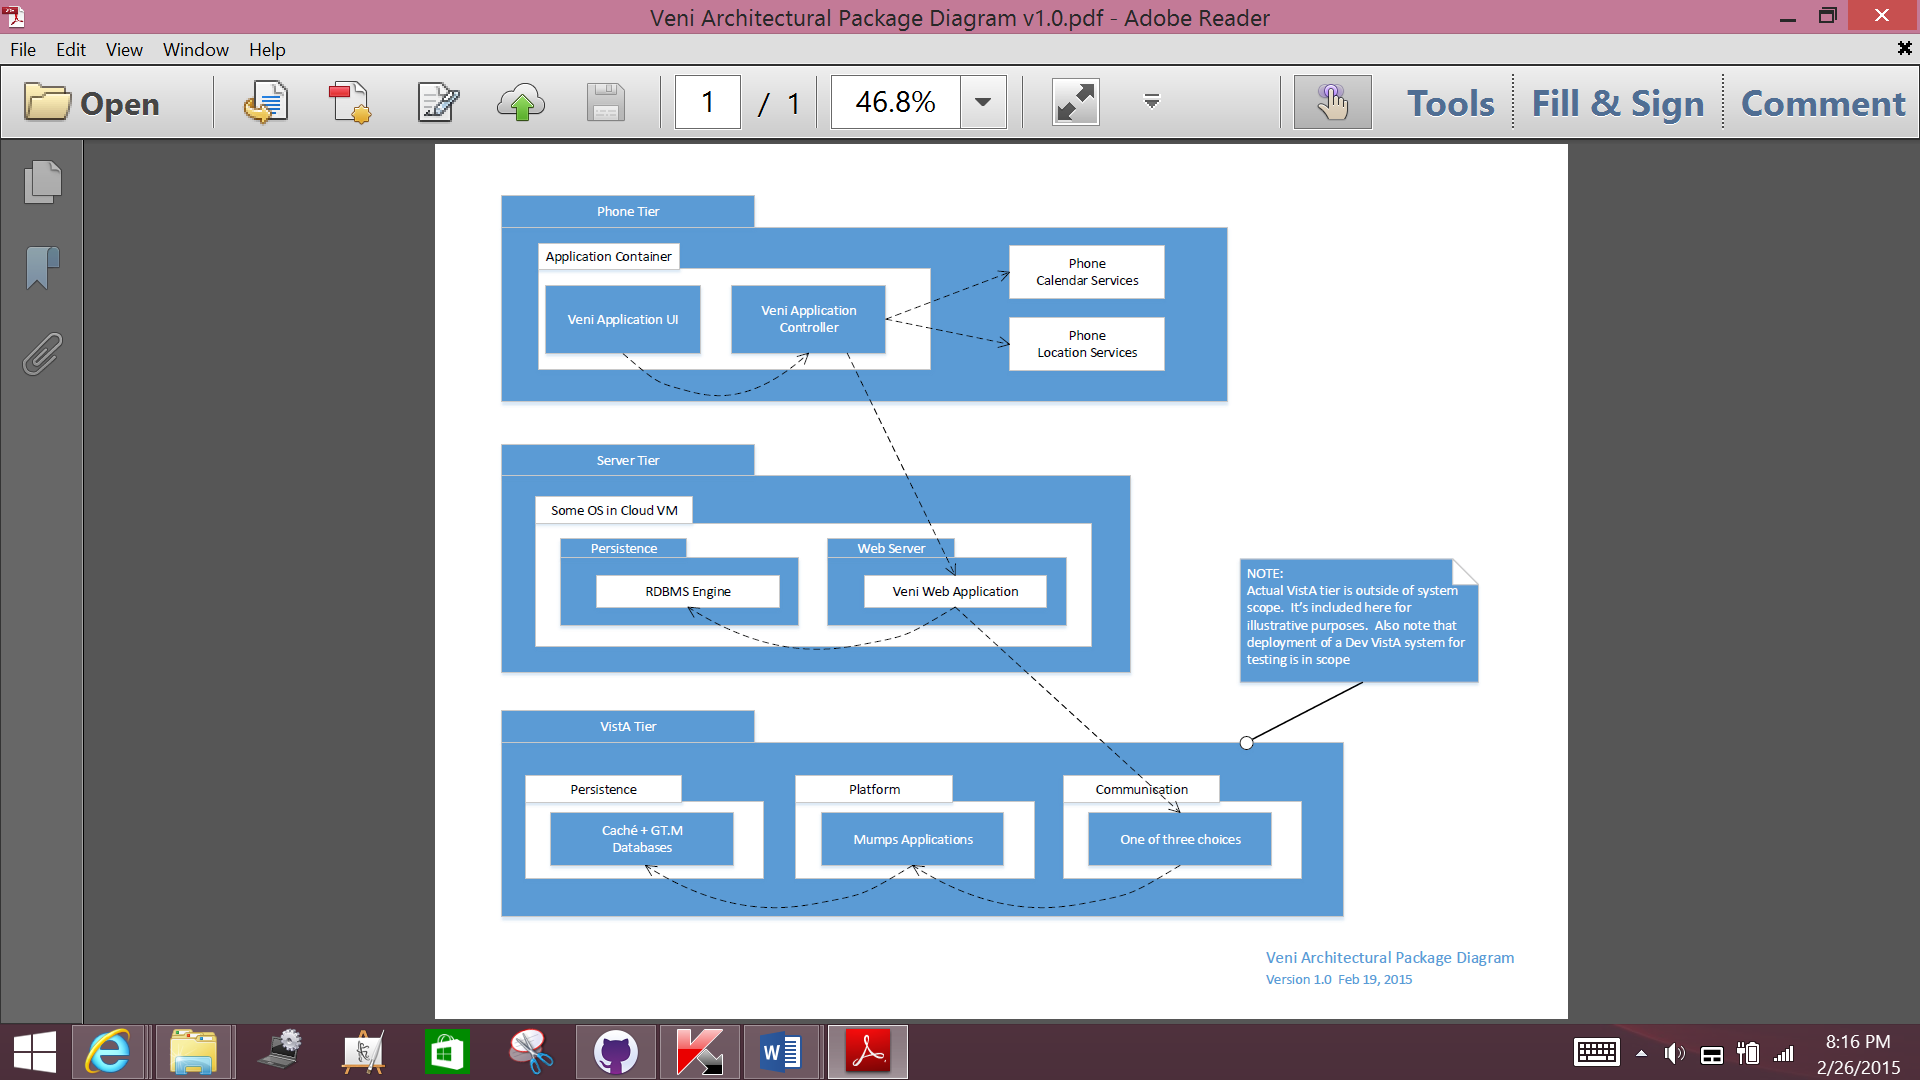 Veni Architectural Package Diagram v1.0.pdf - Adobe Reader
File Edit View Window Help
Open
1 / 1
46.8%
Tools
Fill & Sign
Comment
Phone Tier
Application Container
Veni Application UI
Veni Application
Controller
Phone
Calendar Services
Phone
Location Services
Server Tier
Some OS in Cloud VM
Persistence
RDBMS Engine
Web Server
Veni Web Application
NOTE:
Actual VistA tier is outside of system
scope. It's included here for
illustrative purposes. Also note that
deployment of a Dev VistA system for
testing is in scope
VistA Tier
Persistence
Caché + GT.M
Databases
Platform
Mumps Applications
Communication
One of three choices
Veni Architectural Package Diagram
Version 1.0 Feb 19, 2015
8:16 PM
2/26/2015